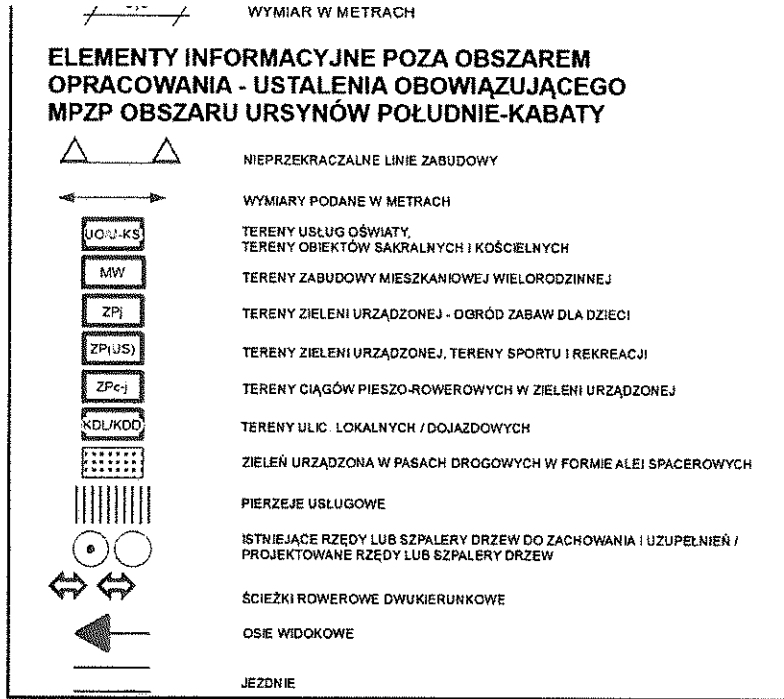 WYMIAR W METRACH
ELEMENTY INFORMACYJNE POZA OBSZAREM
OPRACOWANIA - USTALENIA OBOWIĄZUJĄCEGO
MPZP OBSZARU URSYNÓW POŁUDNIE-KABATY
NIEPRZEKRACZALNE LINIE ZABUDOWY
WYMIARY PODANE W METRACH
UO/U-KS TERENY USŁUG OŚWIATY,
TERENY OBIEKTÓW SAKRALNYCH I KOŚCIELNYCH
MW TERENY ZABUDOWY MIESZKANIOWEJ WIELORODZINNEJ
ZPj TERENY ZIELENI URZĄDZONEJ - OGRÓD ZABAW DLA DZIECI
ZP(US) TERENY ZIELENI URZĄDZONEJ, TERENY SPORTU I REKREACJI
ZPc-j TERENY CIĄGÓW PIESZO-ROWEROWYCH W ZIELENI URZĄDZONEJ
KDL/KDD TERENY ULIC LOKALNYCH / DOJAZDOWYCH
ZIELEŃ URZĄDZONA W PASACH DROGOWYCH W FORMIE ALEI SPACEROWYCH
PIERZEJE USŁUGOWE
ISTNIEJĄCE RZĘDY LUB SZPALERY DRZEW DO ZACHOWANIA I UZUPEŁNIEŃ /
PROJEKTOWANE RZĘDY LUB SZPALERY DRZEW
ŚCIEŻKI ROWEROWE DWUKIERUNKOWE
OSIE WIDOKOWE
JEZDNIE